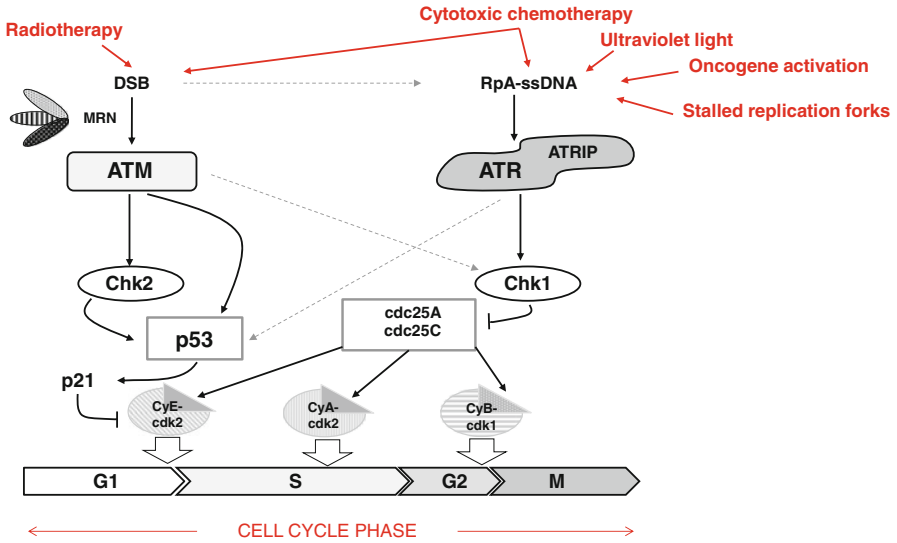 Cytotoxic chemotherapy
Radiotherapy
Ultraviolet light
Oncogene activation
DSB
RpA-ssDNA
Stalled replication forks
MRN
ATM
ATR
ATRIP
Chk2
Chk1
cdc25A
cdc25C
p53
p21
CyE-
cdk2
CyA-
cdk2
CyB-
cdk1
G1
S
G2
M
CELL CYCLE PHASE